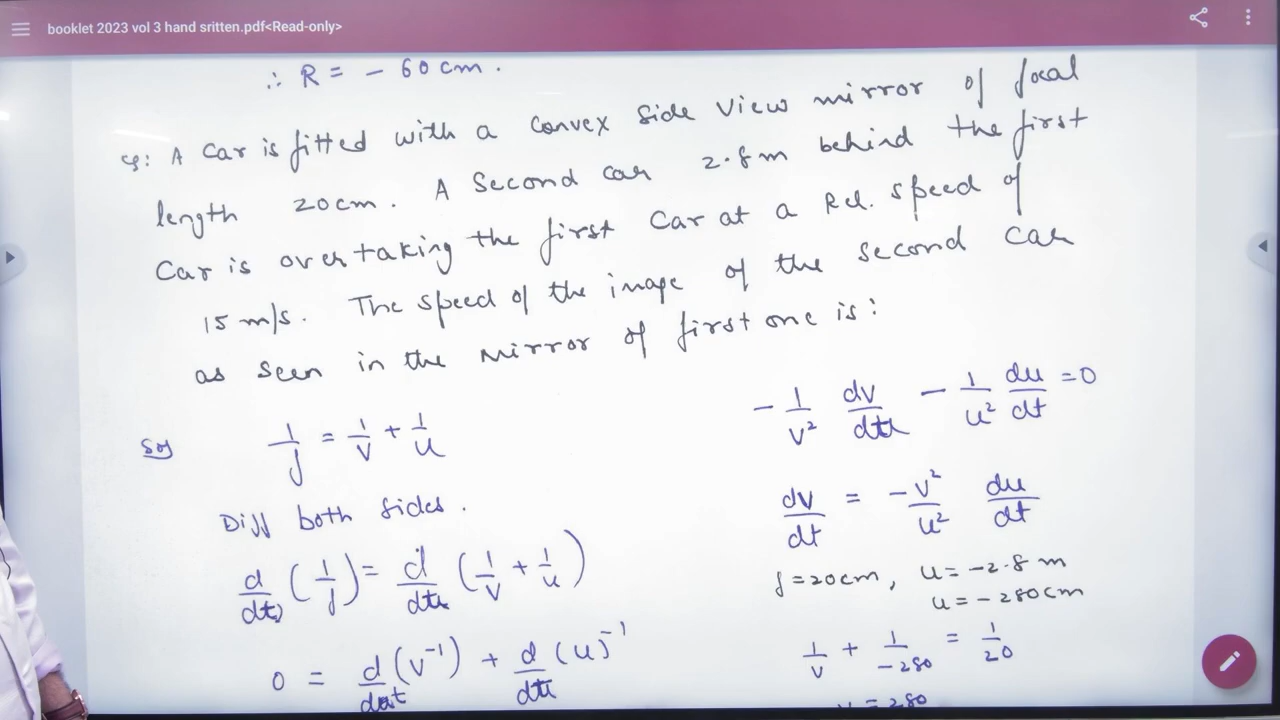 booklet 2023 vol 3 hand sritten.pdf<Read-only>
∴ R = - 60 cm.
Q: A Car is fitted with a Convex Side View mirror of focal
length 20cm. A Second car 2.8m behind the first
Car is overtaking the first Car at a Rel. speed of
15 m/s. The speed of the image of the second car
as seen in the mirror of first one is:
Sol 1/f = 1/v + 1/u
Diff both sides.
d/dt (1/f) = d/dt (1/v + 1/u)
0 = d/dt (v⁻¹) + d/dt (u)⁻¹
- 1/v² dv/dt - 1/u² du/dt = 0
dv/dt = -v²/u² du/dt
f = 20cm, u = -2.8 m
u = - 280cm
1/v + 1/-280 = 1/20